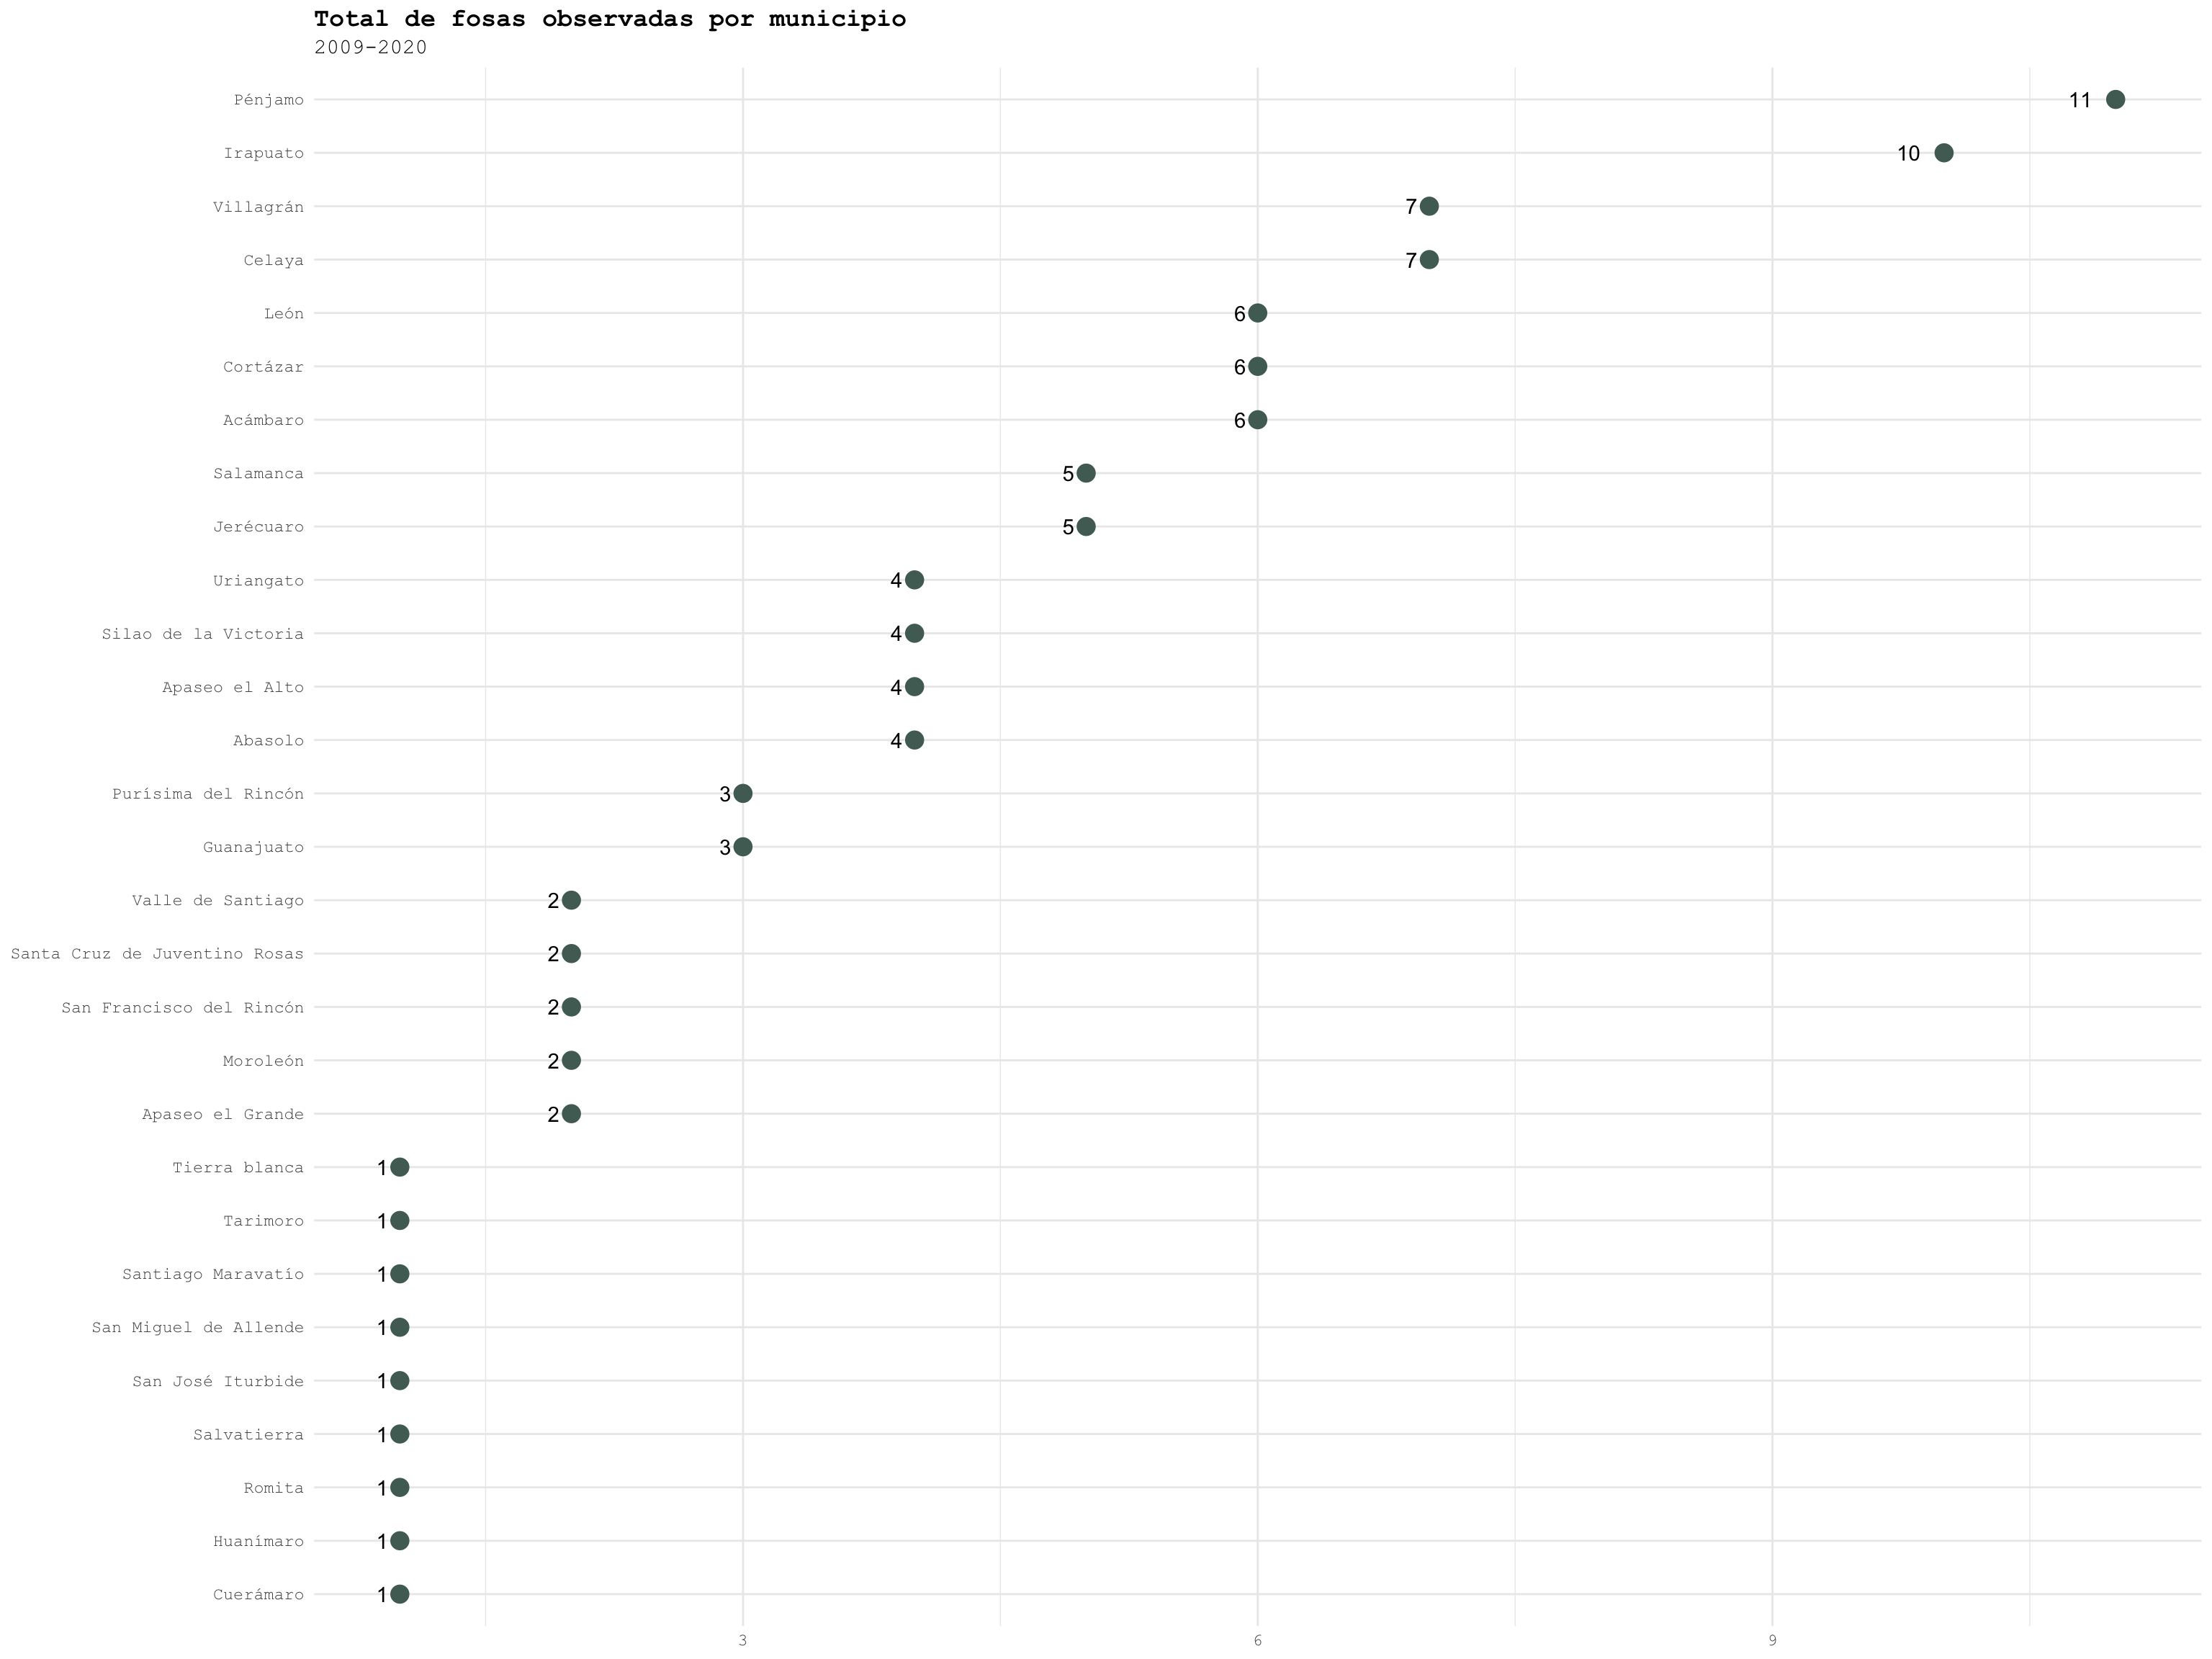 Total de fosas observadas por municipio
2009-2020
Pénjamo 11
Irapuato 10
Villagrán 7
Celaya 7
León 6
Cortázar 6
Acámbaro 6
Salamanca 5
Jerécuaro 5
Uriangato 4
Silao de la Victoria 4
Apaseo el Alto 4
Abasolo 4
Purísima del Rincón 3
Guanajuato 3
Valle de Santiago 2
Santa Cruz de Juventino Rosas 2
San Francisco del Rincón 2
Moroleón 2
Apaseo el Grande 2
Tierra blanca 1
Tarimoro 1
Santiago Maravatío 1
San Miguel de Allende 1
San José Iturbide 1
Salvatierra 1
Romita 1
Huanímaro 1
Cuerámaro 1
3 6 9